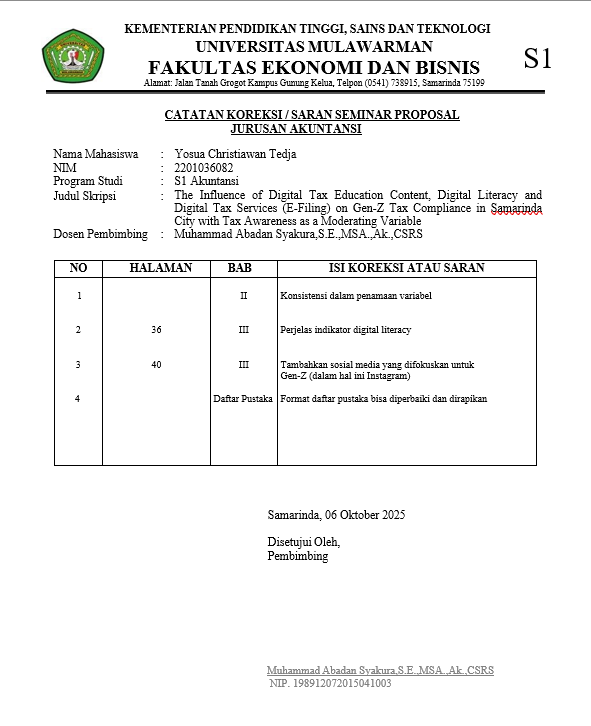 KEMENTERIAN PENDIDIKAN TINGGI, SAINS DAN TEKNOLOGI
UNIVERSITAS MULAWARMAN
FAKULTAS EKONOMI DAN BISNIS
S1
Alamat: Jalan Tanah Grogot Kampus Gunung Kelua, Telpon (0541) 738915, Samarinda 75199
CATATAN KOREKSI / SARAN SEMINAR PROPOSAL
JURUSAN AKUNTANSI
Nama Mahasiswa : Yosua Christiawan Tedja
NIM : 2201036082
Program Studi : S1 Akuntansi
Judul Skripsi : The Influence of Digital Tax Education Content, Digital Literacy and
Digital Tax Services (E-Filing) on Gen-Z Tax Compliance in Samarinda
City with Tax Awareness as a Moderating Variable
Dosen Pembimbing : Muhammad Abadan Syakura,S.E.,MSA.,Ak.,CSRS
NO HALAMAN BAB ISI KOREKSI ATAU SARAN
1 II Konsistensi dalam penamaan variabel
2 36 III Perjelas indikator digital literacy
3 40 III Tambahkan sosial media yang difokuskan untuk
Gen-Z (dalam hal ini Instagram)
4 Daftar Pustaka Format daftar pustaka bisa diperbaiki dan dirapikan
Samarinda, 06 Oktober 2025
Disetujui Oleh,
Pembimbing
Muhammad Abadan Syakura,S.E.,MSA.,Ak.,CSRS
NIP. 198912072015041003